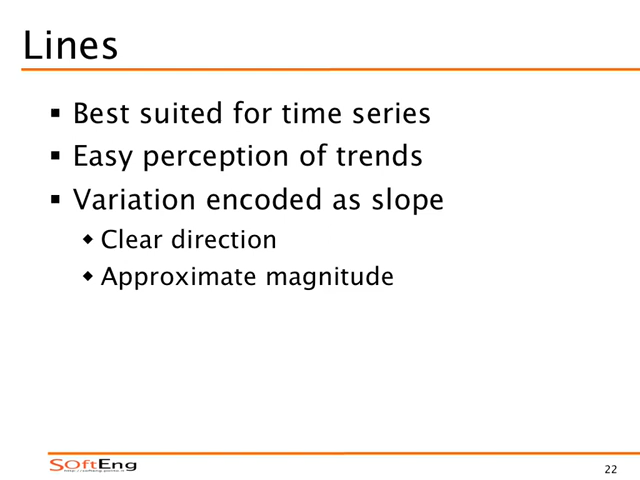 Lines
▪ Best suited for time series
▪ Easy perception of trends
▪ Variation encoded as slope
◆ Clear direction
◆ Approximate magnitude
SOftEng
22